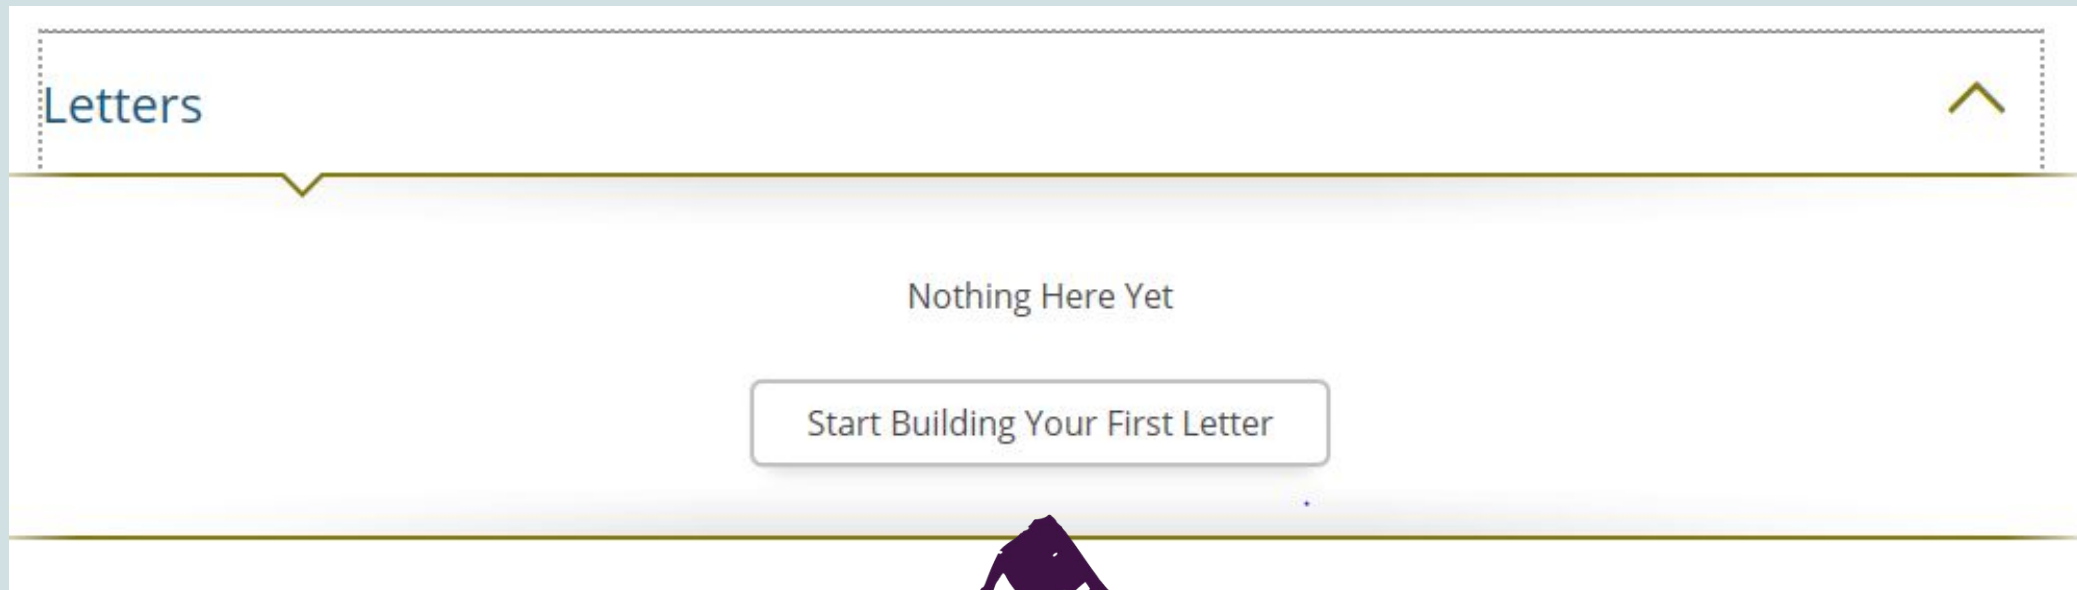 Letters
Nothing Here Yet
Start Building Your First Letter